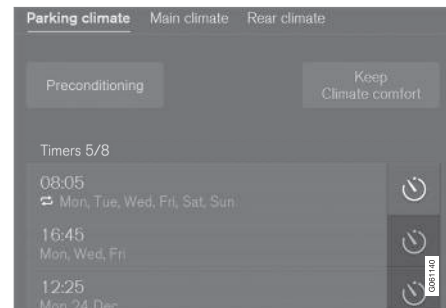 Parking climate Main climate Rear climate
Preconditioning
Keep
Climate comfort
Timers 5/8
08:05
Mon, Tue, Wed, Fri, Sat, Sun
16:45
Mon, Wed, Fri
12:25
Mon 24 Dec
G061140